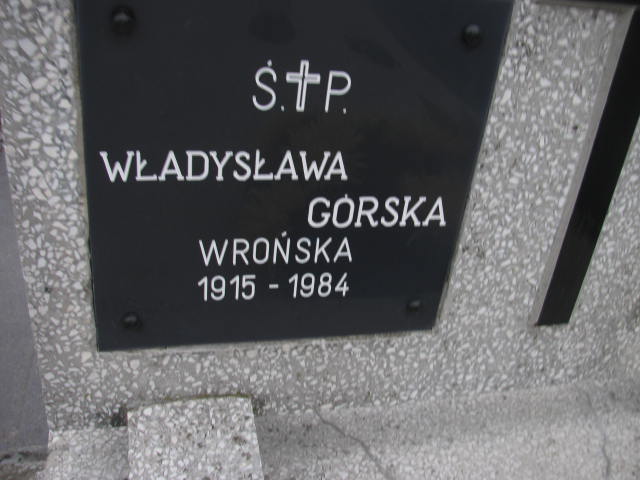 Ś.✝P.
WŁADYSŁAWA
GÓRSKA
WROŃSKA
1915 - 1984